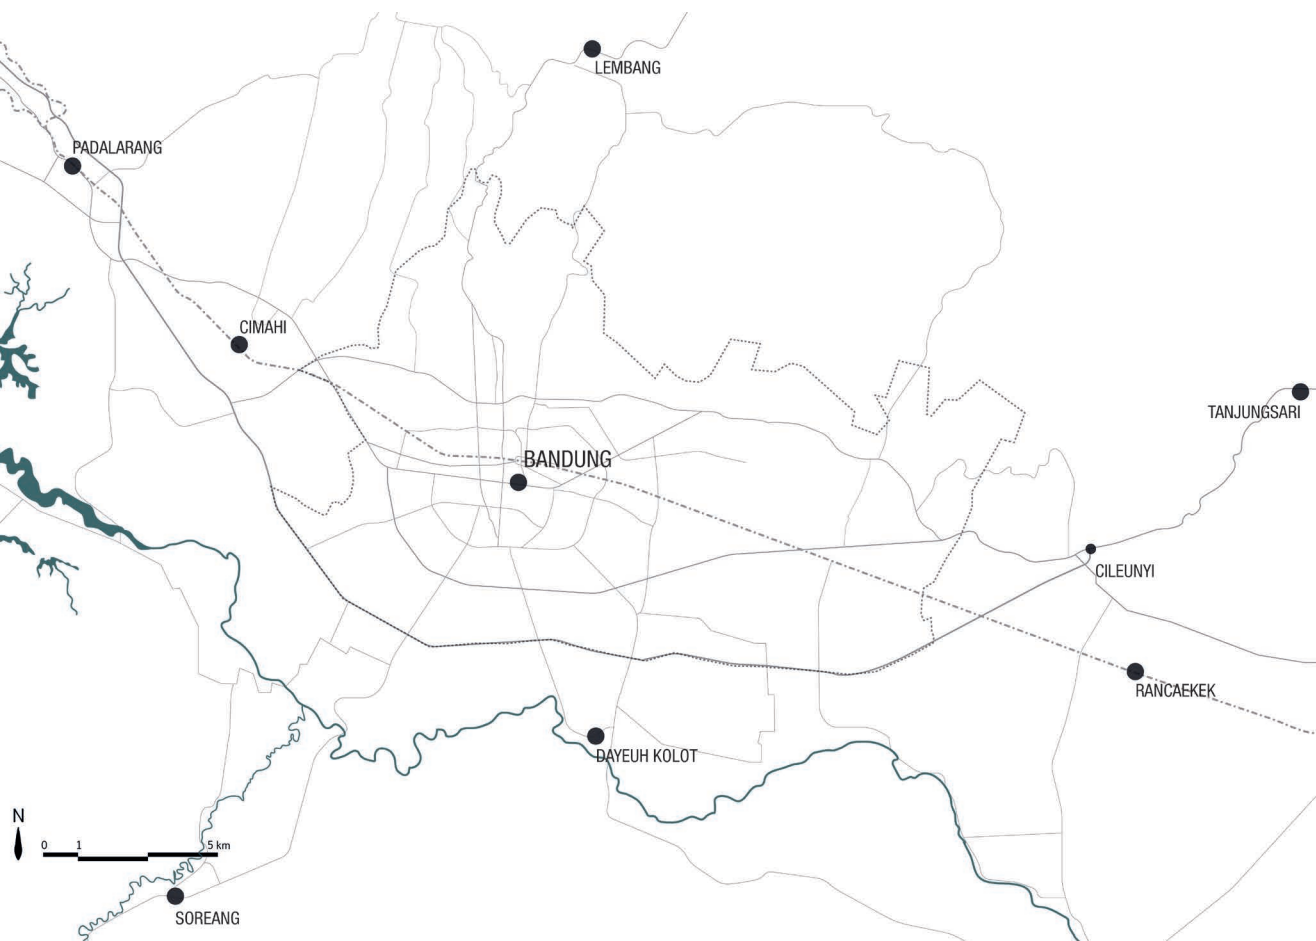 LEMBANG
PADALARANG
CIMAHI
TANJUNGSARI
BANDUNG
CILEUNYI
RANCAEKEK
DAYEUH KOLOT
N
0 1 5 km
SOREANG